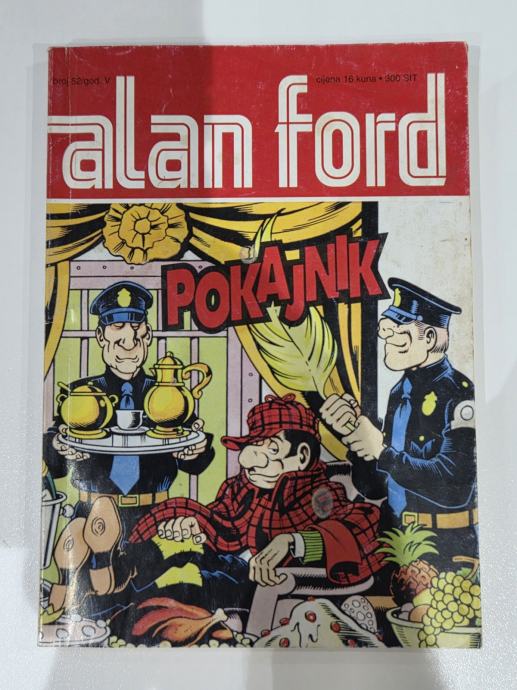 broj 52/god. V
cijena 16 kuna • 300 SIT
alan ford
POKAJNIK